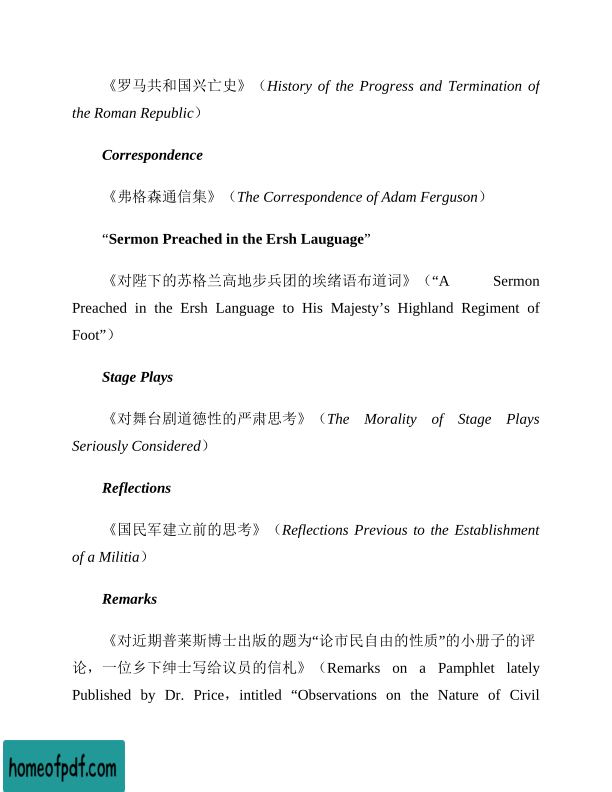 《罗马共和国兴亡史》（History of the Progress and Termination of
the Roman Republic）
Correspondence
《弗格森通信集》（The Correspondence of Adam Ferguson）
“Sermon Preached in the Ersh Lauguage”
《对陛下的苏格兰高地步兵团的埃绪语布道词》（“A Sermon
Preached in the Ersh Language to His Majesty’s Highland Regiment of
Foot”）
Stage Plays
《对舞台剧道德性的严肃思考》（The Morality of Stage Plays
Seriously Considered）
Reflections
《国民军建立前的思考》（Reflections Previous to the Establishment
of a Militia）
Remarks
《对近期普莱斯博士出版的题为“论市民自由的性质”的小册子的评
论，一位乡下绅士写给议员的信札》（Remarks on a Pamphlet lately
Published by Dr. Price，intitled “Observations on the Nature of Civil
homeofpdf.com